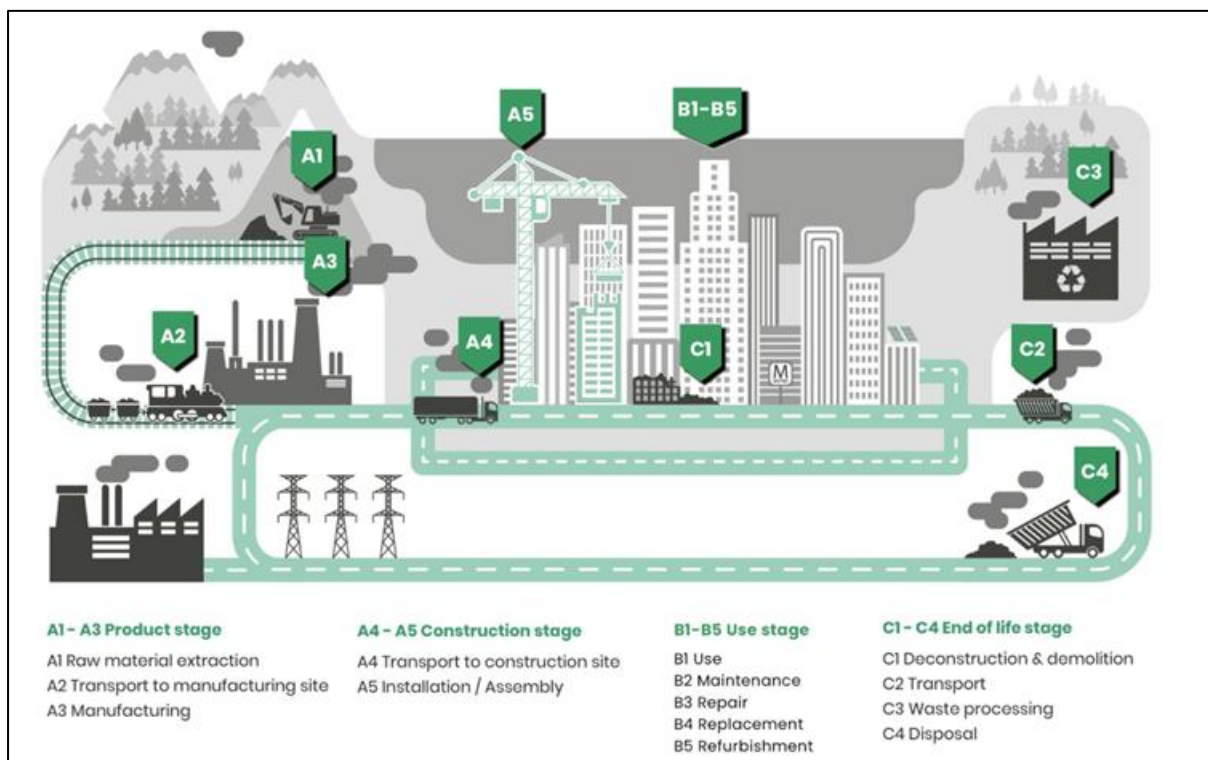 A5
B1-B5
A1
C3
A3
A2
A4
C1
C2
M
C4
A1 - A3 Product stage
A1 Raw material extraction
A2 Transport to manufacturing site
A3 Manufacturing
A4 - A5 Construction stage
A4 Transport to construction site
A5 Installation / Assembly
B1-B5 Use stage
B1 Use
B2 Maintenance
B3 Repair
B4 Replacement
B5 Refurbishment
C1 - C4 End of life stage
C1 Deconstruction & demolition
C2 Transport
C3 Waste processing
C4 Disposal